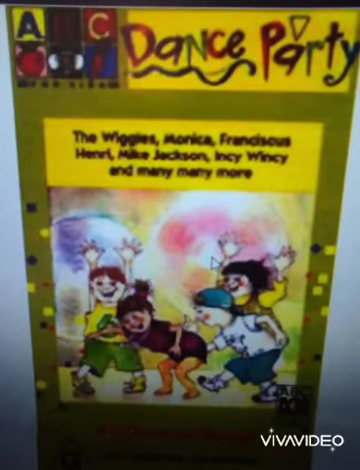 A C
Dance Party
The Wiggles, Monica, Franciscus
Henri, Mike Jackson, Incy Wincy
and many many more
VIVAVIDEO